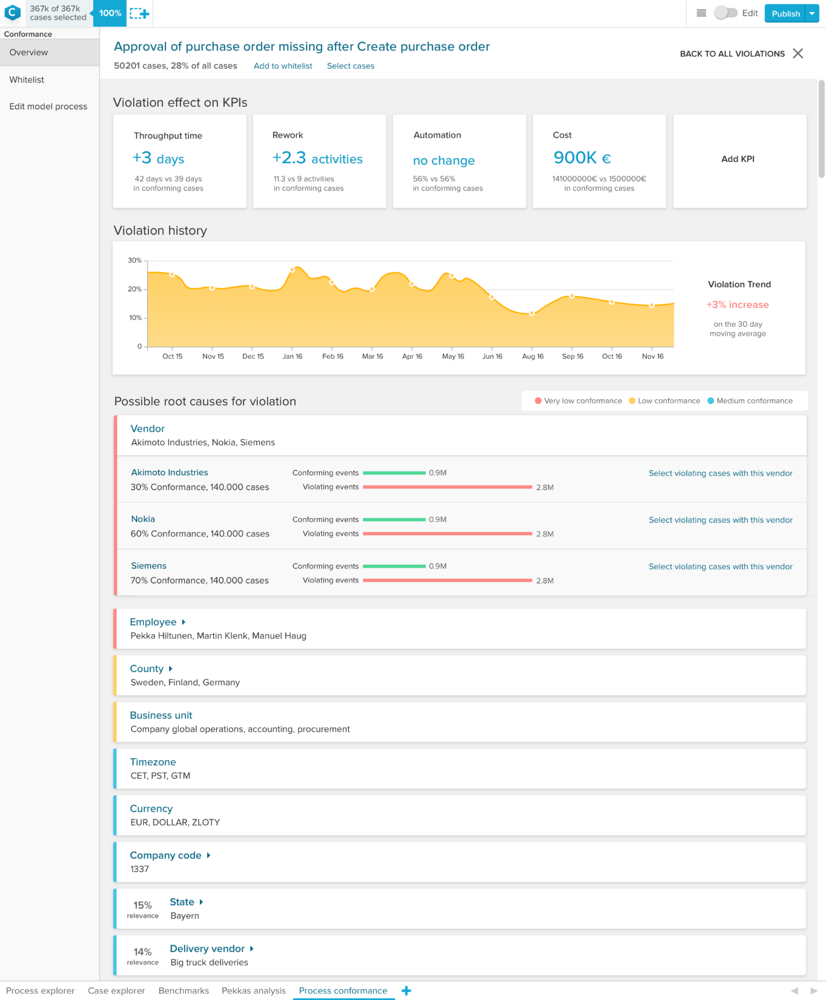 C
367k of 367k
cases selected
100%
Edit
Publish
Conformance
Overview
Whitelist
Edit model process
Approval of purchase order missing after Create purchase order
50201 cases, 28% of all cases
Add to whitelist
Select cases
BACK TO ALL VIOLATIONS
Violation effect on KPIs
Throughput time
+3 days
42 days vs 39 days
in conforming cases
Rework
+2.3 activities
11.3 vs 9 activities
in conforming cases
Automation
no change
56% vs 56%
in conforming cases
Cost
900K €
141000000€ vs 1500000€
in conforming cases
Add KPI
Violation history
30%
20%
10%
0
Oct 15
Nov 15
Dec 15
Jan 16
Feb 16
Mar 16
Apr 16
May 16
Jun 16
Aug 16
Sep 16
Oct 16
Nov 16
Violation Trend
+3% increase
on the 30 day
moving average
Possible root causes for violation
Very low conformance
Low conformance
Medium conformance
Vendor
Akimoto Industries, Nokia, Siemens
Akimoto Industries
30% Conformance, 140.000 cases
Conforming events
0.9M
Violating events
2.8M
Select violating cases with this vendor
Nokia
60% Conformance, 140.000 cases
Conforming events
0.9M
Violating events
2.8M
Select violating cases with this vendor
Siemens
70% Conformance, 140.000 cases
Conforming events
0.9M
Violating events
2.8M
Select violating cases with this vendor
Employee
Pekka Hiltunen, Martin Klenk, Manuel Haug
County
Sweden, Finland, Germany
Business unit
Company global operations, accounting, procurement
Timezone
CET, PST, GTM
Currency
EUR, DOLLAR, ZLOTY
Company code
1337
15%
relevance
State
Bayern
14%
relevance
Delivery vendor
Big truck deliveries
Process explorer
Case explorer
Benchmarks
Pekkas analysis
Process conformance